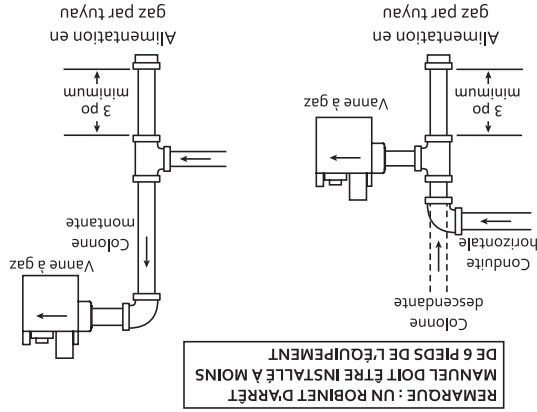 REMARQUE : UN ROBINET D'ARRÊT
MANUEL DOIT ÊTRE INSTALLÉ À MOINS
DE 6 PIEDS DE L'ÉQUIPEMENT
Colonne
descendante
Conduite
horizontale
Vanne à gaz
3 po
minimum
Alimentation en
gaz par tuyau
Vanne à gaz
Colonne
montante
3 po
minimum
Alimentation en
gaz par tuyau